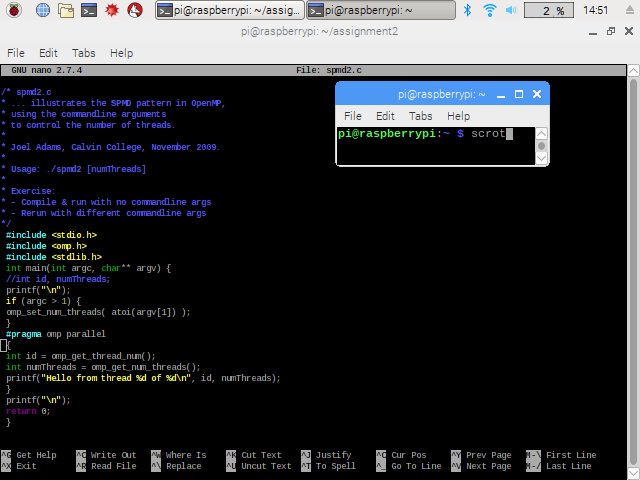 pi@raspberrypi: ~/assig...
pi@raspberrypi: ~
2 %
14:51
pi@raspberrypi: ~/assignment2
File Edit Tabs Help
GNU nano 2.7.4 File: spmd2.c
/* spmd2.c
* ... illustrates the SPMD pattern in OpenMP,
* using the commandline arguments
* to control the number of threads.
*
* Joel Adams, Calvin College, November 2009.
*
* Usage: ./spmd2 [numThreads]
*
* Exercise:
* - Compile & run with no commandline args
* - Rerun with different commandline args
*/
#include <stdio.h>
#include <omp.h>
#include <stdlib.h>
int main(int argc, char** argv) {
//int id, numThreads;
printf("\n");
if (argc > 1) {
omp_set_num_threads( atoi(argv[1]) );
}
#pragma omp parallel
{
int id = omp_get_thread_num();
int numThreads = omp_get_num_threads();
printf("Hello from thread %d of %d\n", id, numThreads);
}
printf("\n");
return 0;
}
^G Get Help ^O Write Out ^W Where Is ^K Cut Text ^J Justify ^C Cur Pos ^Y Prev Page M-\ First Line
^X Exit ^R Read File ^\ Replace ^U Uncut Text ^T To Spell ^_ Go To Line ^V Next Page M-/ Last Line
pi@raspberrypi: ~
File Edit Tabs Help
pi@raspberrypi:~ $ scrot